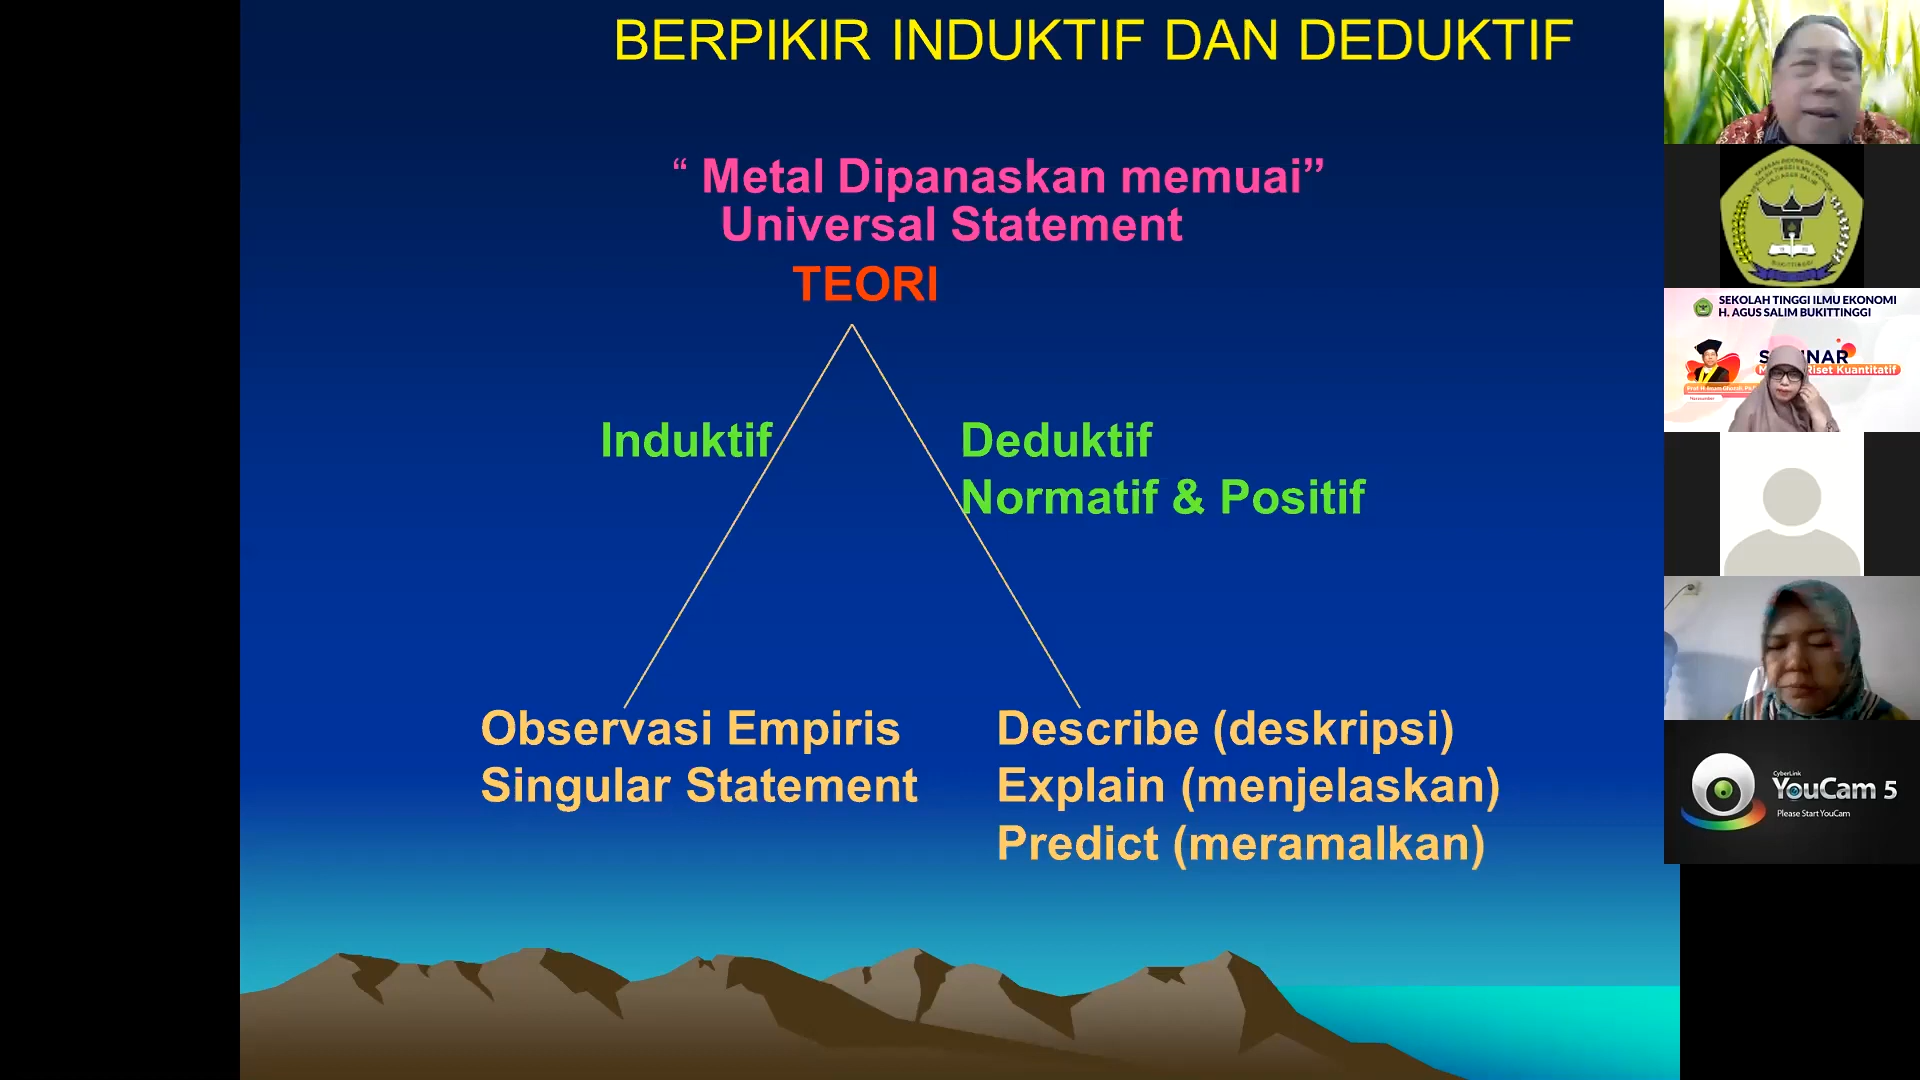 BERPIKIR INDUKTIF DAN DEDUKTIF
“ Metal Dipanaskan memuai”
Universal Statement
TEORI
Induktif
Deduktif
Normatif & Positif
Observasi Empiris
Singular Statement
Describe (deskripsi)
Explain (menjelaskan)
Predict (meramalkan)
SEKOLAH TINGGI ILMU EKONOMI
H. AGUS SALIM BUKITTINGGI
Riset Kuantitatif
CyberLink
YouCam 5
Please Start YouCam